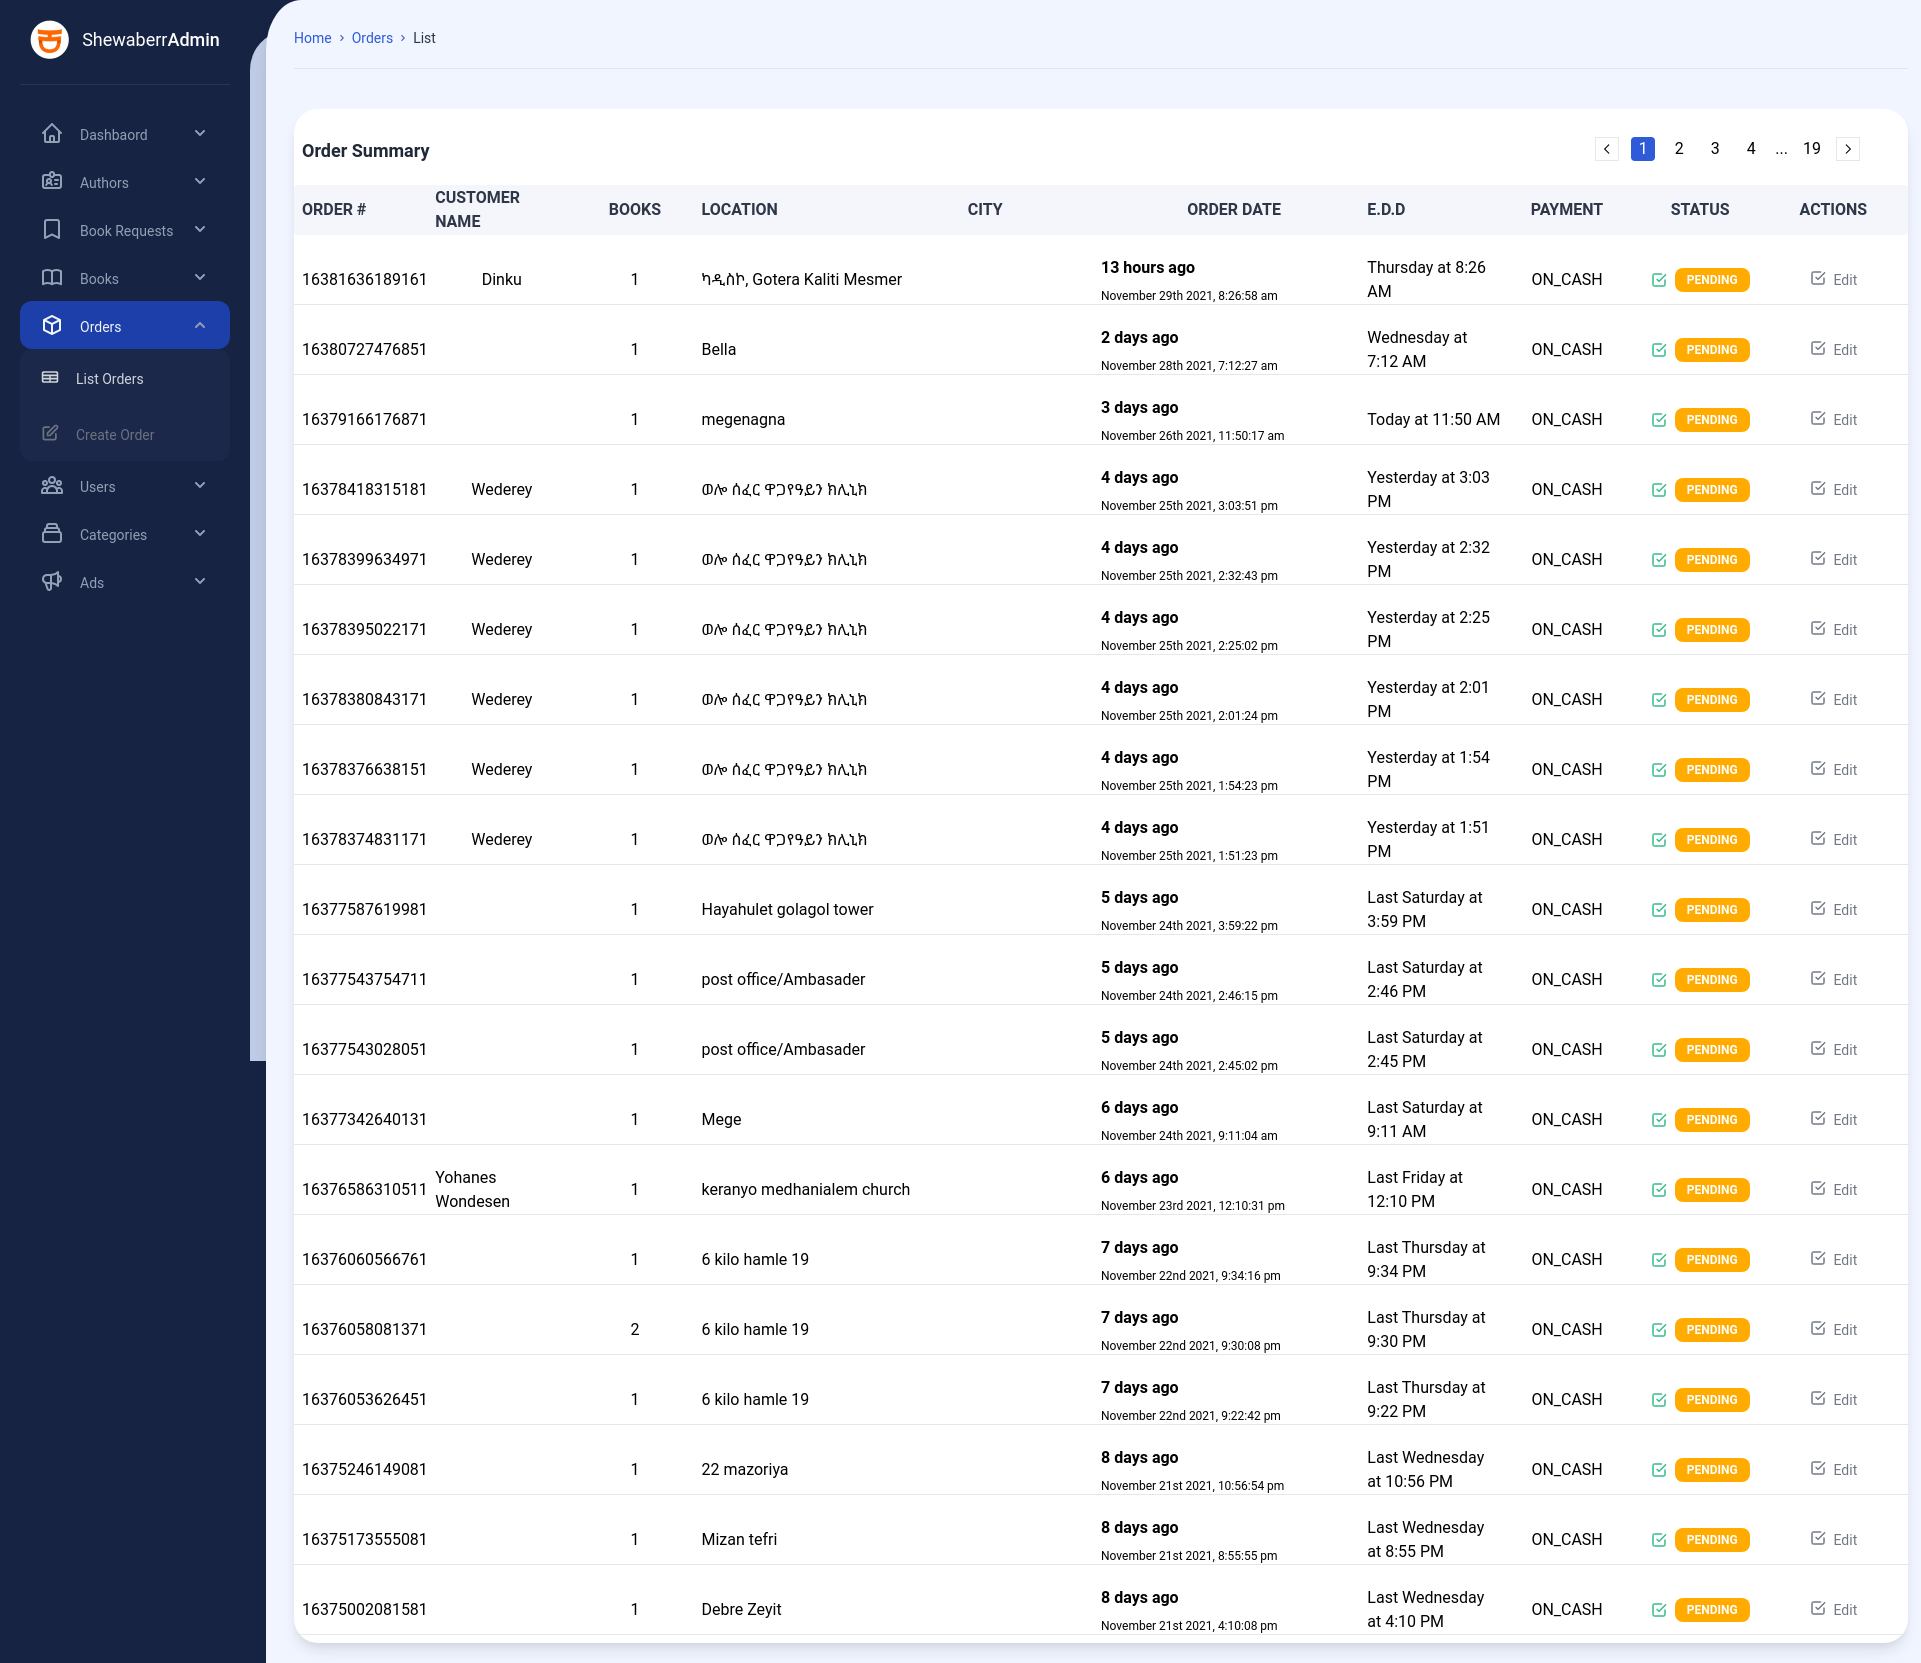 ShewaberrAdmin
Dashbaord
Authors
Book Requests
Books
Orders
List Orders
Create Order
Users
Categories
Ads
Home › Orders › List
Order Summary
1 2 3 4 ... 19
ORDER # CUSTOMER NAME BOOKS LOCATION CITY ORDER DATE E.D.D PAYMENT STATUS ACTIONS
16381636189161 Dinku 1 ካዲስኮ, Gotera Kaliti Mesmer 13 hours ago November 29th 2021, 8:26:58 am Thursday at 8:26 AM ON_CASH PENDING Edit
16380727476851 1 Bella 2 days ago November 28th 2021, 7:12:27 am Wednesday at 7:12 AM ON_CASH PENDING Edit
16379166176871 1 megenagna 3 days ago November 26th 2021, 11:50:17 am Today at 11:50 AM ON_CASH PENDING Edit
16378418315181 Wederey 1 ወሎ ሰፈር ዋጋየዓይን ክሊኒክ 4 days ago November 25th 2021, 3:03:51 pm Yesterday at 3:03 PM ON_CASH PENDING Edit
16378399634971 Wederey 1 ወሎ ሰፈር ዋጋየዓይን ክሊኒክ 4 days ago November 25th 2021, 2:32:43 pm Yesterday at 2:32 PM ON_CASH PENDING Edit
16378395022171 Wederey 1 ወሎ ሰፈር ዋጋየዓይን ክሊኒክ 4 days ago November 25th 2021, 2:25:02 pm Yesterday at 2:25 PM ON_CASH PENDING Edit
16378380843171 Wederey 1 ወሎ ሰፈር ዋጋየዓይን ክሊኒክ 4 days ago November 25th 2021, 2:01:24 pm Yesterday at 2:01 PM ON_CASH PENDING Edit
16378376638151 Wederey 1 ወሎ ሰፈር ዋጋየዓይን ክሊኒክ 4 days ago November 25th 2021, 1:54:23 pm Yesterday at 1:54 PM ON_CASH PENDING Edit
16378374831171 Wederey 1 ወሎ ሰፈር ዋጋየዓይን ክሊኒክ 4 days ago November 25th 2021, 1:51:23 pm Yesterday at 1:51 PM ON_CASH PENDING Edit
16377587619981 1 Hayahulet golagol tower 5 days ago November 24th 2021, 3:59:22 pm Last Saturday at 3:59 PM ON_CASH PENDING Edit
16377543754711 1 post office/Ambasader 5 days ago November 24th 2021, 2:46:15 pm Last Saturday at 2:46 PM ON_CASH PENDING Edit
16377543028051 1 post office/Ambasader 5 days ago November 24th 2021, 2:45:02 pm Last Saturday at 2:45 PM ON_CASH PENDING Edit
16377342640131 1 Mege 6 days ago November 24th 2021, 9:11:04 am Last Saturday at 9:11 AM ON_CASH PENDING Edit
16376586310511 Yohanes Wondesen 1 keranyo medhanialem church 6 days ago November 23rd 2021, 12:10:31 pm Last Friday at 12:10 PM ON_CASH PENDING Edit
16376060566761 1 6 kilo hamle 19 7 days ago November 22nd 2021, 9:34:16 pm Last Thursday at 9:34 PM ON_CASH PENDING Edit
16376058081371 2 6 kilo hamle 19 7 days ago November 22nd 2021, 9:30:08 pm Last Thursday at 9:30 PM ON_CASH PENDING Edit
16376053626451 1 6 kilo hamle 19 7 days ago November 22nd 2021, 9:22:42 pm Last Thursday at 9:22 PM ON_CASH PENDING Edit
16375246149081 1 22 mazoriya 8 days ago November 21st 2021, 10:56:54 pm Last Wednesday at 10:56 PM ON_CASH PENDING Edit
16375173555081 1 Mizan tefri 8 days ago November 21st 2021, 8:55:55 pm Last Wednesday at 8:55 PM ON_CASH PENDING Edit
16375002081581 1 Debre Zeyit 8 days ago November 21st 2021, 4:10:08 pm Last Wednesday at 4:10 PM ON_CASH PENDING Edit